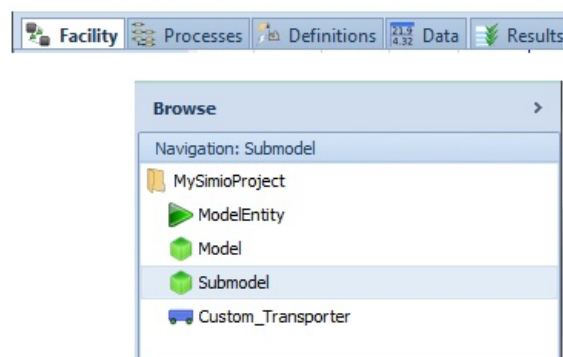 Facility Processes Definitions 21.9 4.32 Data Results
Browse
Navigation: Submodel
MySimioProject
ModelEntity
Model
Submodel
Custom_Transporter